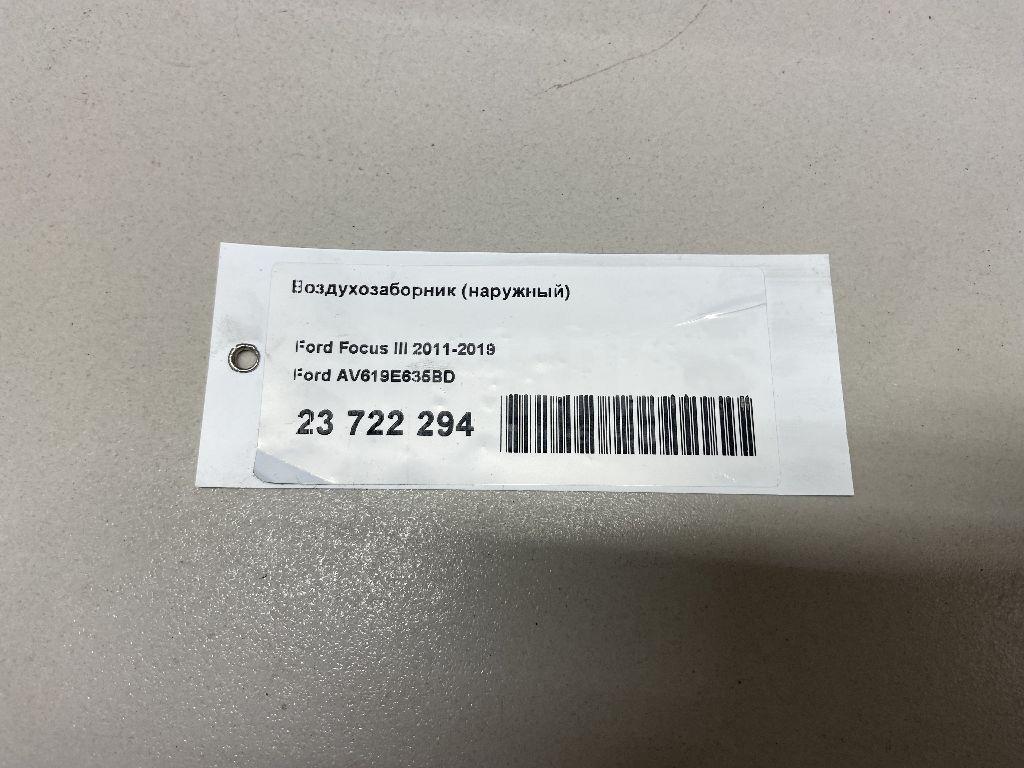 Воздухозаборник (наружный)
Ford Focus III 2011-2019
Ford AV619E635BD
23 722 294